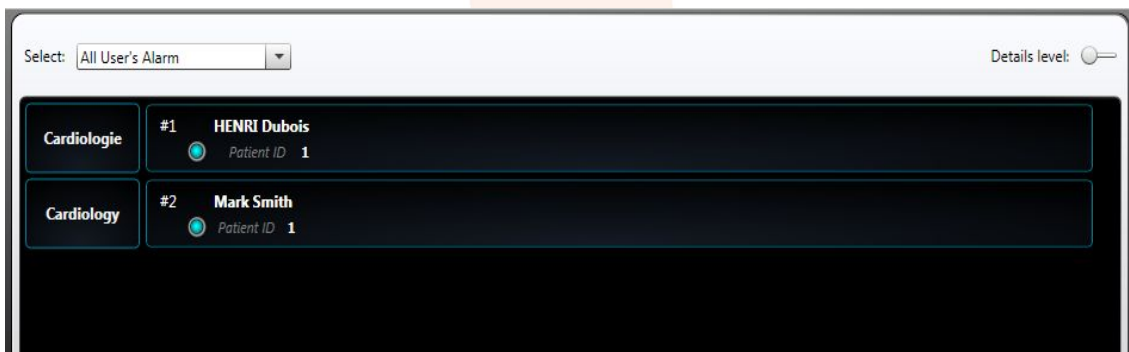 Select: All User's Alarm Details level:
Cardiologie #1 HENRI Dubois
Patient ID 1
Cardiology #2 Mark Smith
Patient ID 1